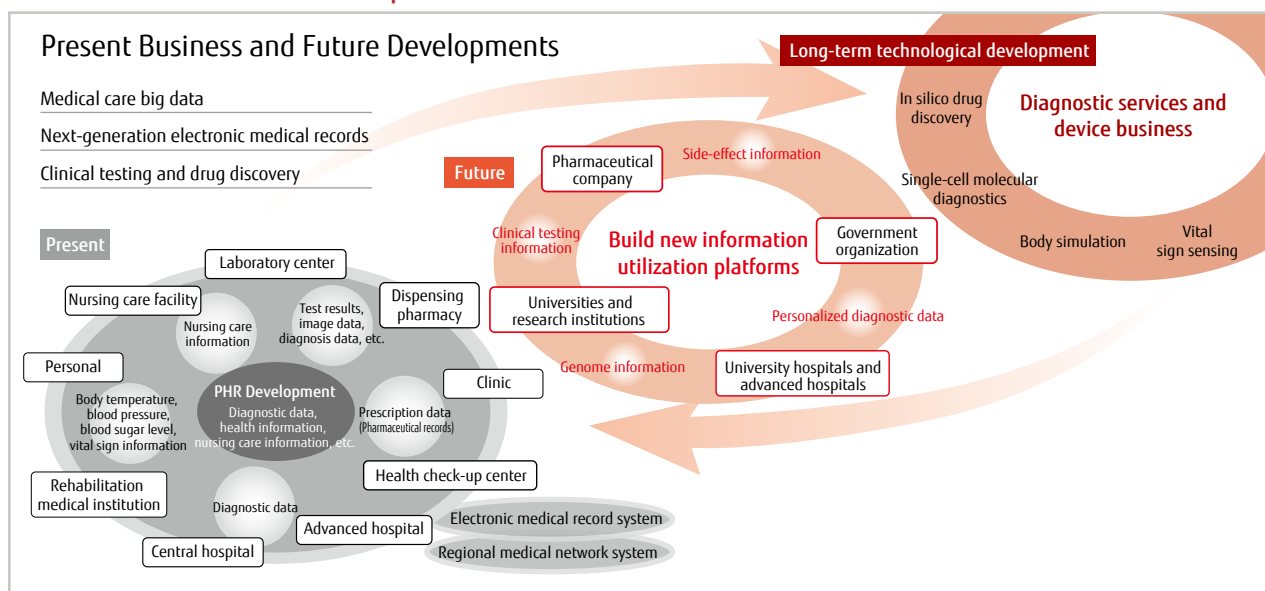 Present Business and Future Developments
Medical care big data
Next-generation electronic medical records
Clinical testing and drug discovery
Long-term technological development
Diagnostic services and
device business
In silico drug
discovery
Single-cell molecular
diagnostics
Body simulation
Vital
sign sensing
Future
Pharmaceutical
company
Side-effect information
Clinical testing
information
Build new information
utilization platforms
Government
organization
Universities and
research institutions
Personalized diagnostic data
Genome information
University hospitals and
advanced hospitals
Present
Laboratory center
Nursing care facility
Nursing care
information
Test results,
image data,
diagnosis data, etc.
Dispensing
pharmacy
Personal
Body temperature,
blood pressure,
blood sugar level,
vital sign information
PHR Development
Diagnostic data,
health information,
nursing care information, etc.
Clinic
Prescription data
(Pharmaceutical records)
Health check-up center
Rehabilitation
medical institution
Diagnostic data
Advanced hospital
Central hospital
Electronic medical record system
Regional medical network system